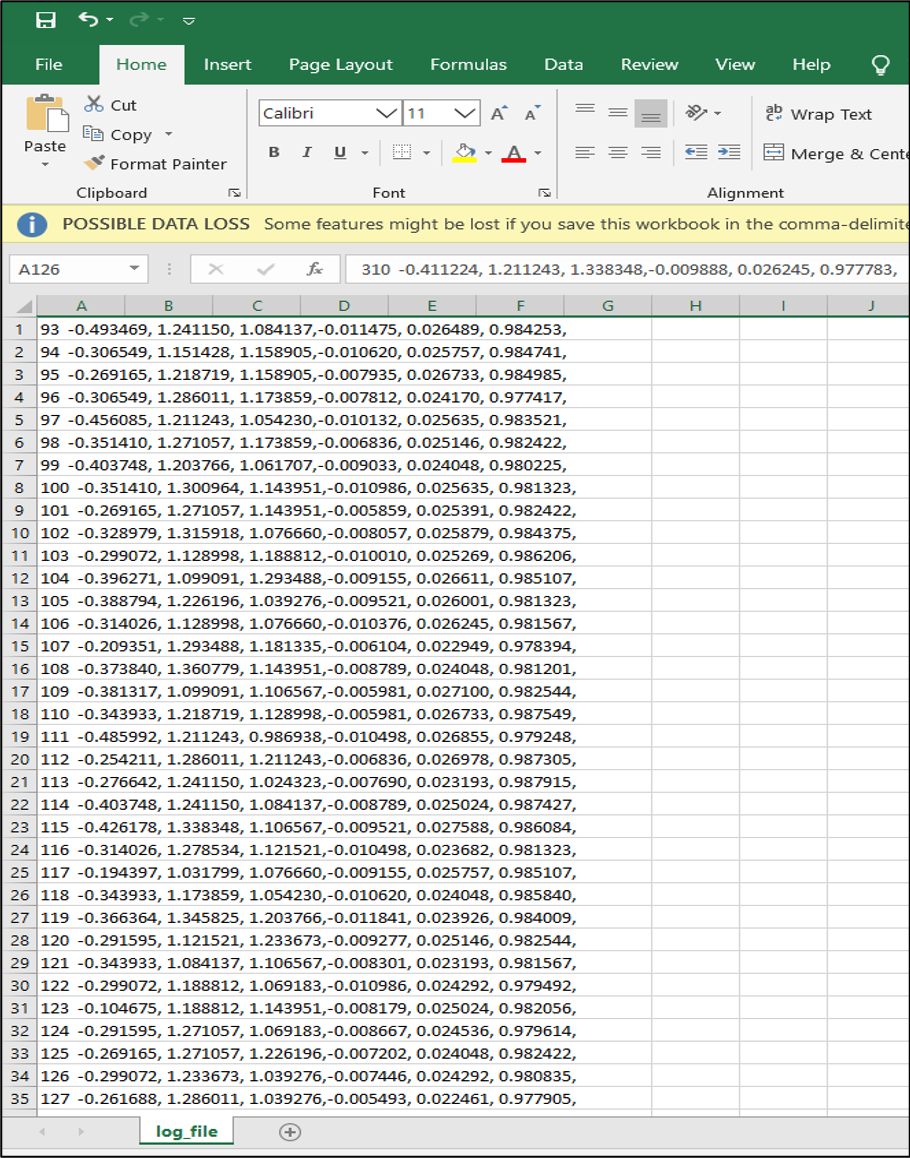 File Home Insert Page Layout Formulas Data Review View Help
Paste
Cut
Copy
Format Painter
Clipboard
Calibri 11 A A
B I U A
Font
ab Wrap Text
Merge & Cente
Alignment
POSSIBLE DATA LOSS Some features might be lost if you save this workbook in the comma-delimite
A126 fx 310 -0.411224, 1.211243, 1.338348,-0.009888, 0.026245, 0.977783,
A B C D E F G H I J
1 93 -0.493469, 1.241150, 1.084137,-0.011475, 0.026489, 0.984253,
2 94 -0.306549, 1.151428, 1.158905,-0.010620, 0.025757, 0.984741,
3 95 -0.269165, 1.218719, 1.158905,-0.007935, 0.026733, 0.984985,
4 96 -0.306549, 1.286011, 1.173859,-0.007812, 0.024170, 0.977417,
5 97 -0.456085, 1.211243, 1.054230,-0.010132, 0.025635, 0.983521,
6 98 -0.351410, 1.271057, 1.173859,-0.006836, 0.025146, 0.982422,
7 99 -0.403748, 1.203766, 1.061707,-0.009033, 0.024048, 0.980225,
8 100 -0.351410, 1.300964, 1.143951,-0.010986, 0.025635, 0.981323,
9 101 -0.269165, 1.271057, 1.143951,-0.005859, 0.025391, 0.982422,
10 102 -0.328979, 1.315918, 1.076660,-0.008057, 0.025879, 0.984375,
11 103 -0.299072, 1.128998, 1.188812,-0.010010, 0.025269, 0.986206,
12 104 -0.396271, 1.099091, 1.293488,-0.009155, 0.026611, 0.985107,
13 105 -0.388794, 1.226196, 1.039276,-0.009521, 0.026001, 0.981323,
14 106 -0.314026, 1.128998, 1.076660,-0.010376, 0.026245, 0.981567,
15 107 -0.209351, 1.293488, 1.181335,-0.006104, 0.022949, 0.978394,
16 108 -0.373840, 1.360779, 1.143951,-0.008789, 0.024048, 0.981201,
17 109 -0.381317, 1.099091, 1.106567,-0.005981, 0.027100, 0.982544,
18 110 -0.343933, 1.218719, 1.128998,-0.005981, 0.026733, 0.987549,
19 111 -0.485992, 1.211243, 0.986938,-0.010498, 0.026855, 0.979248,
20 112 -0.254211, 1.286011, 1.211243,-0.006836, 0.026978, 0.987305,
21 113 -0.276642, 1.241150, 1.024323,-0.007690, 0.023193, 0.987915,
22 114 -0.403748, 1.241150, 1.084137,-0.008789, 0.025024, 0.987427,
23 115 -0.426178, 1.338348, 1.106567,-0.009521, 0.027588, 0.986084,
24 116 -0.314026, 1.278534, 1.121521,-0.010498, 0.023682, 0.981323,
25 117 -0.194397, 1.031799, 1.076660,-0.009155, 0.025757, 0.985107,
26 118 -0.343933, 1.173859, 1.054230,-0.010620, 0.024048, 0.985840,
27 119 -0.366364, 1.345825, 1.203766,-0.011841, 0.023926, 0.984009,
28 120 -0.291595, 1.121521, 1.233673,-0.009277, 0.025146, 0.982544,
29 121 -0.343933, 1.084137, 1.106567,-0.008301, 0.023193, 0.981567,
30 122 -0.299072, 1.188812, 1.069183,-0.010986, 0.024292, 0.979492,
31 123 -0.104675, 1.188812, 1.143951,-0.008179, 0.025024, 0.982056,
32 124 -0.291595, 1.271057, 1.069183,-0.008667, 0.024536, 0.979614,
33 125 -0.269165, 1.271057, 1.226196,-0.007202, 0.024048, 0.982422,
34 126 -0.299072, 1.233673, 1.039276,-0.007446, 0.024292, 0.980835,
35 127 -0.261688, 1.286011, 1.039276,-0.005493, 0.022461, 0.977905,
log_file